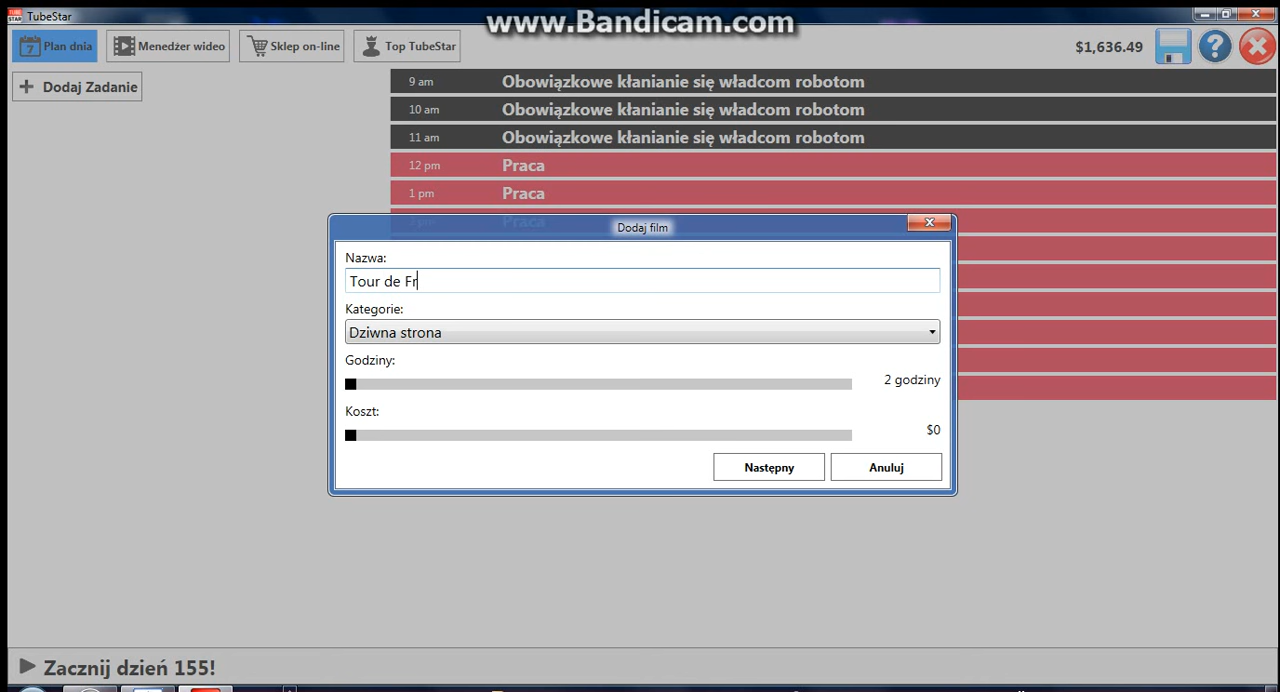 TubeStar
www.Bandicam.com
TUBE STAR
7 Plan dnia
Menedżer wideo
Sklep on-line
Top TubeStar
$1,636.49
Dodaj Zadanie
9 am Obowiązkowe kłanianie się władcom robotom
10 am Obowiązkowe kłanianie się władcom robotom
11 am Obowiązkowe kłanianie się władcom robotom
12 pm Praca
1 pm Praca
Praca
Dodaj film
Nazwa:
Tour de Fr
Kategorie:
Dziwna strona
Godziny:
2 godziny
Koszt:
$0
Następny
Anuluj
Zacznij dzień 155!